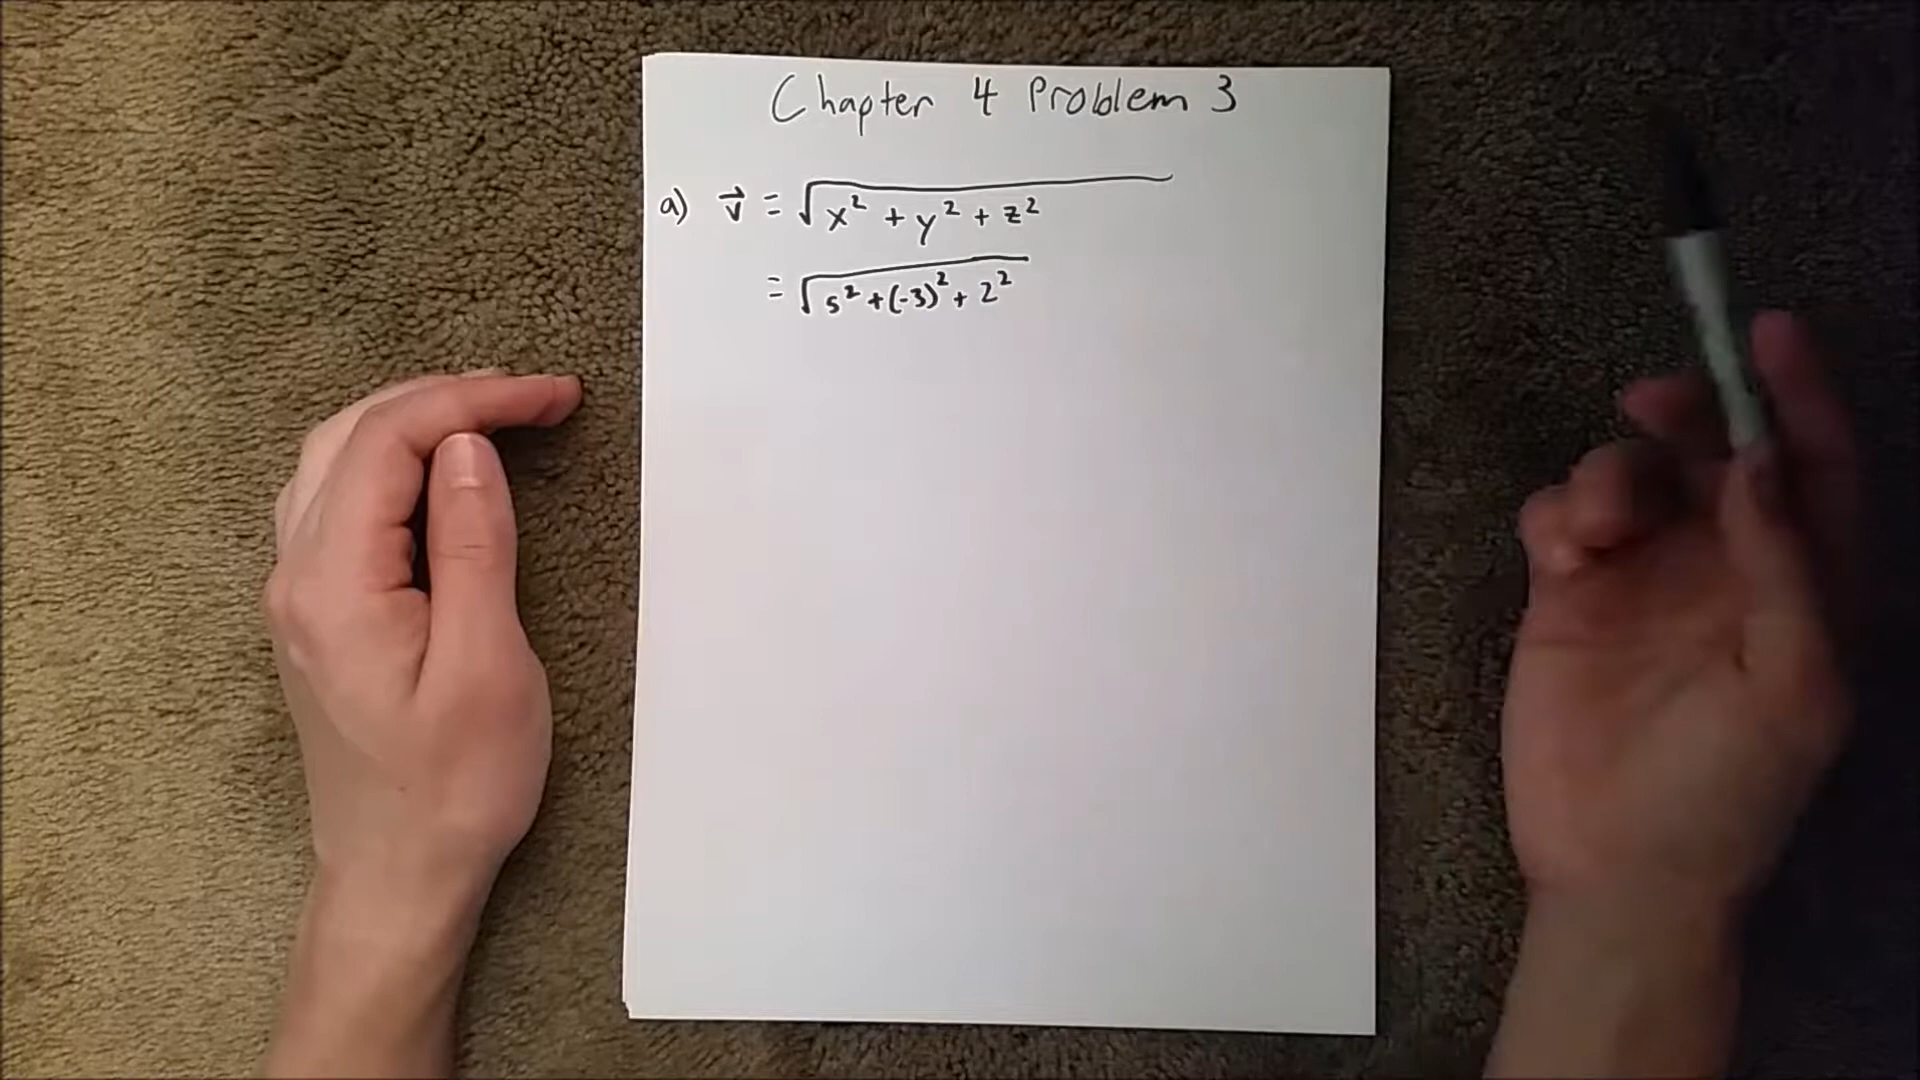 Chapter 4 Problem 3
a) v⃗ = √x² + y² + z²
= √5² + (-3)² + 2²